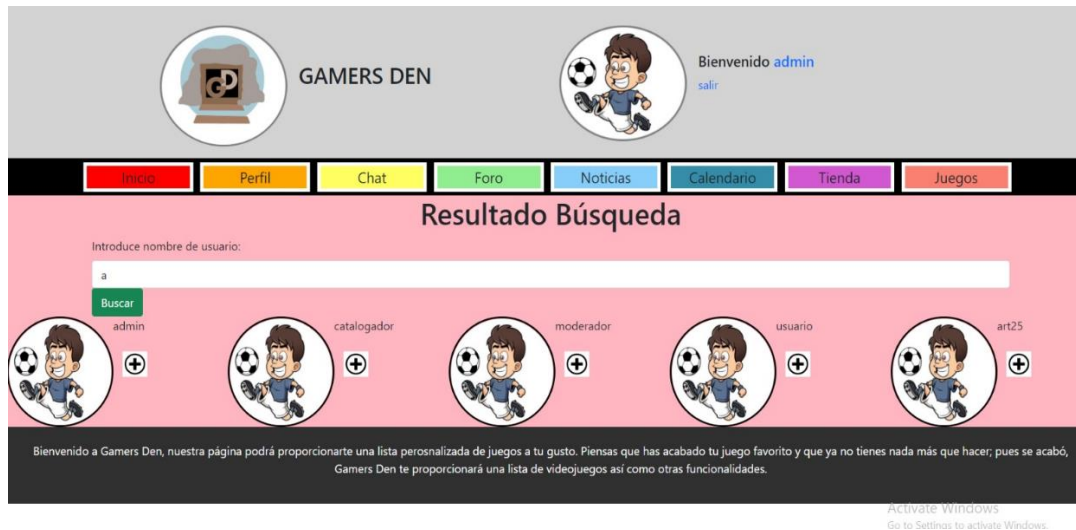 GD
GAMERS DEN
Bienvenido admin
salir
Inicio
Perfil
Chat
Foro
Noticias
Calendario
Tienda
Juegos
Resultado Búsqueda
Introduce nombre de usuario:
a
Buscar
admin
catalogador
moderador
usuario
art25
Bienvenido a Gamers Den, nuestra página podrá proporcionarte una lista perosnalizada de juegos a tu gusto. Piensas que has acabado tu juego favorito y que ya no tienes nada más que hacer; pues se acabó,
Gamers Den te proporcionará una lista de videojuegos así como otras funcionalidades.
Activate Windows
Go to Settings to activate Windows.